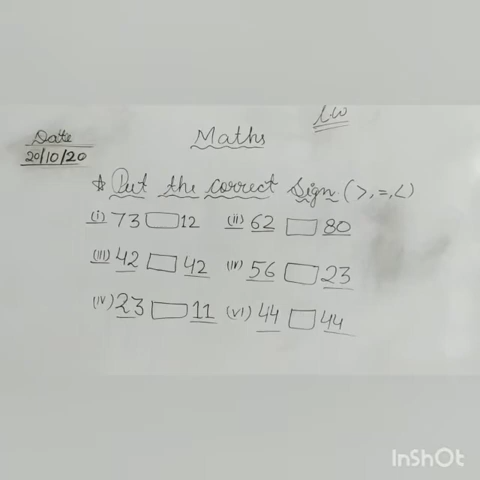 C.W
Date
20/10/20
Maths
* Put the correct Sign (>, =, <)
(i) 73 12 (ii) 62 80
(iii) 42 42 (iv) 56 23
(iv) 23 11 (vi) 44 44
InShOt